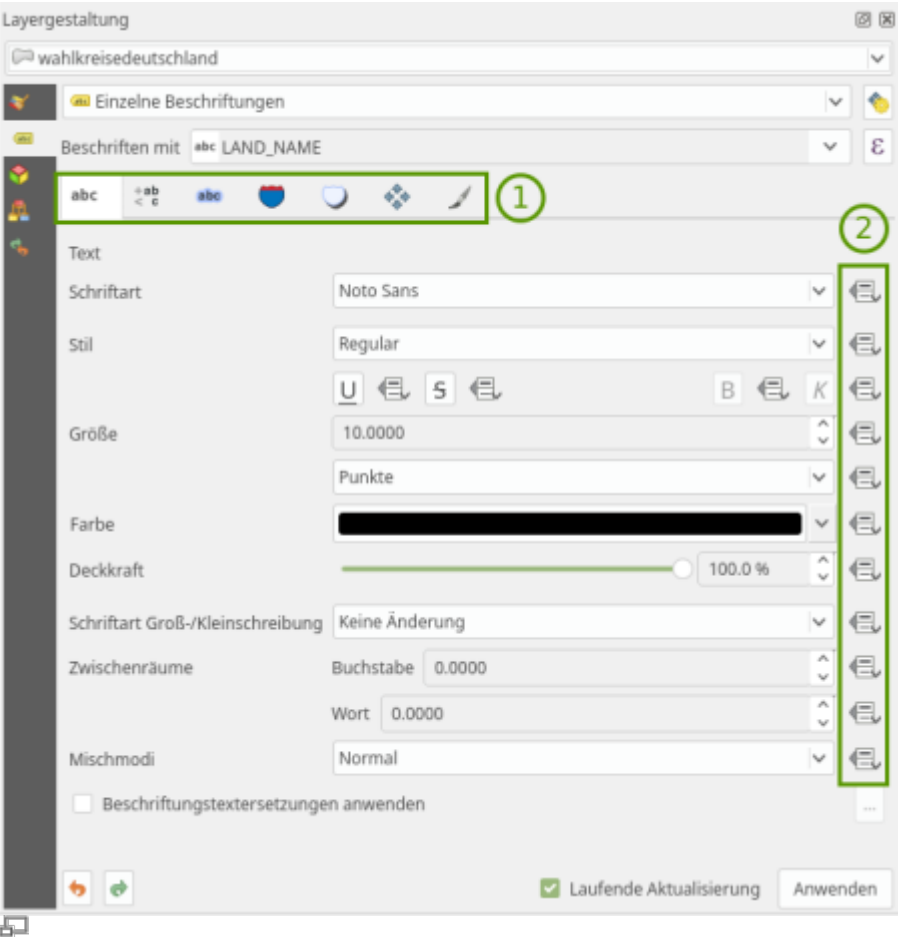 Layergestaltung
wahlkreisedeutschland
Einzelne Beschriftungen
Beschriften mit abc LAND_NAME ε
abc +ab < c abc 1
2
Text
Schriftart Noto Sans
Stil Regular
U S B K
Größe 10.0000
Punkte
Farbe
Deckkraft 100.0 %
Schriftart Groß-/Kleinschreibung Keine Änderung
Zwischenräume Buchstabe 0.0000
Wort 0.0000
Mischmodi Normal
Beschriftungstextersetzungen anwenden ...
Laufende Aktualisierung Anwenden